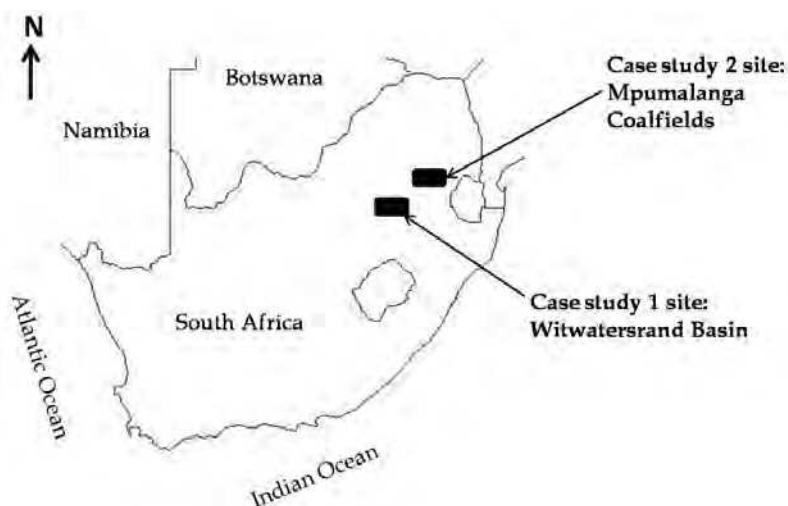 N
Botswana
Namibia
Case study 2 site:
Mpumalanga
Coalfields
South Africa
Case study 1 site:
Witwatersrand Basin
Atlantic Ocean
Indian Ocean